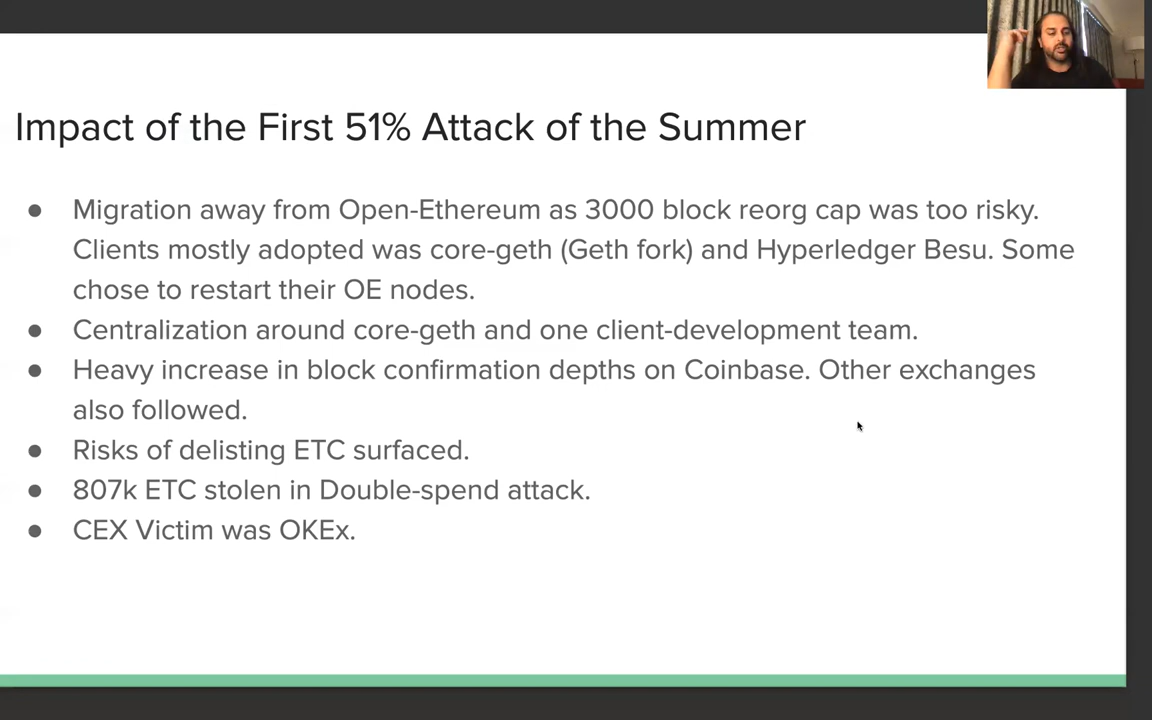 Impact of the First 51% Attack of the Summer
● Migration away from Open-Ethereum as 3000 block reorg cap was too risky.
Clients mostly adopted was core-geth (Geth fork) and Hyperledger Besu. Some
chose to restart their OE nodes.
● Centralization around core-geth and one client-development team.
● Heavy increase in block confirmation depths on Coinbase. Other exchanges
also followed.
● Risks of delisting ETC surfaced.
● 807k ETC stolen in Double-spend attack.
● CEX Victim was OKEx.